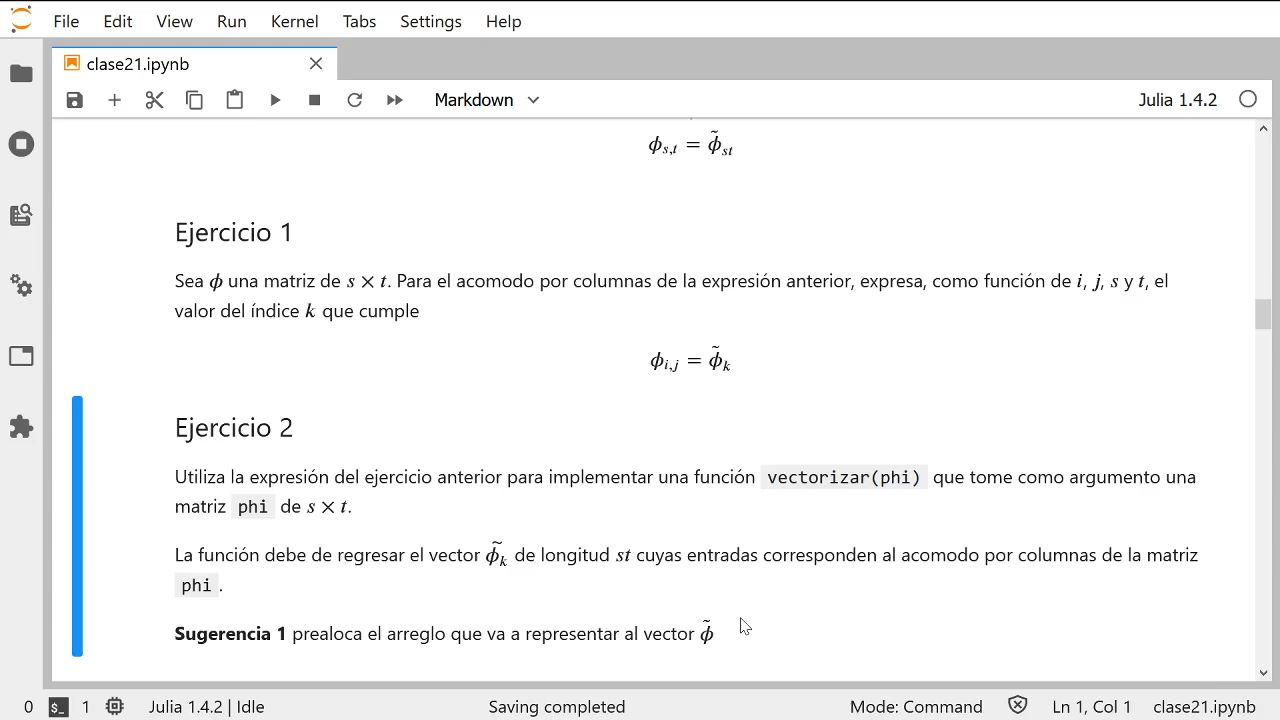 File Edit View Run Kernel Tabs Settings Help
clase21.ipynb
Markdown
Julia 1.4.2
ϕ_{s,t} = ϕ̃_{st}
Ejercicio 1
Sea ϕ una matriz de s × t. Para el acomodo por columnas de la expresión anterior, expresa, como función de i, j, s y t, el
valor del índice k que cumple
ϕ_{i,j} = ϕ̃_k
Ejercicio 2
Utiliza la expresión del ejercicio anterior para implementar una función vectorizar(phi) que tome como argumento una
matriz phi de s × t.
La función debe de regresar el vector ϕ̃_k de longitud st cuyas entradas corresponden al acomodo por columnas de la matriz
phi.
Sugerencia 1 prealoca el arreglo que va a representar al vector ϕ̃
0 $_ 1 Julia 1.4.2 | Idle Saving completed Mode: Command Ln 1, Col 1 clase21.ipynb